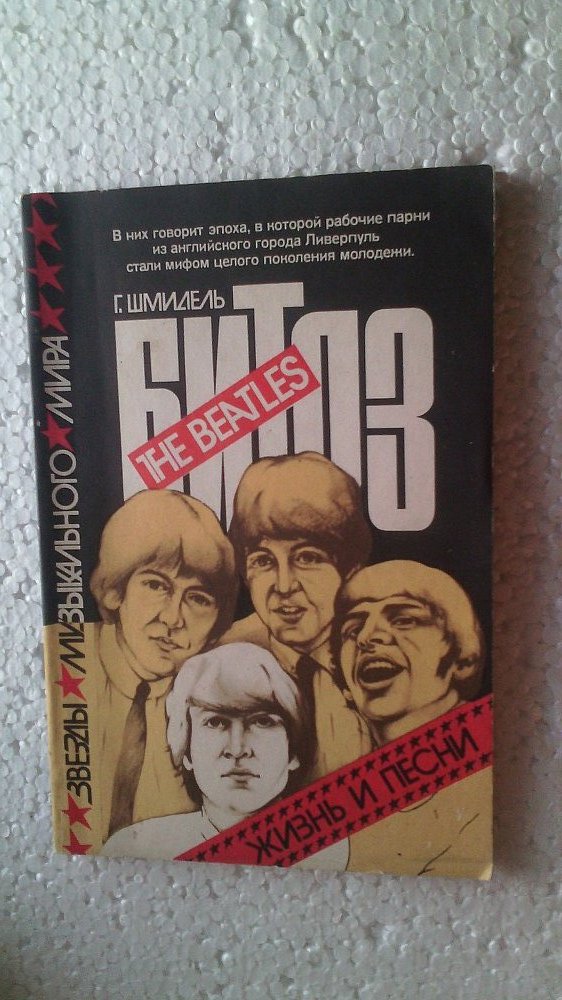 В них говорит эпоха, в которой рабочие парни
из английского города Ливерпуль
стали мифом целого поколения молодежи.
Г. ШМИДЕЛЬ
БИТЛЗ
THE BEATLES
ЗВЕЗДЫ★МУЗЫКАЛЬНОГО★МИРА
ЖИЗНЬ И ПЕСНИ